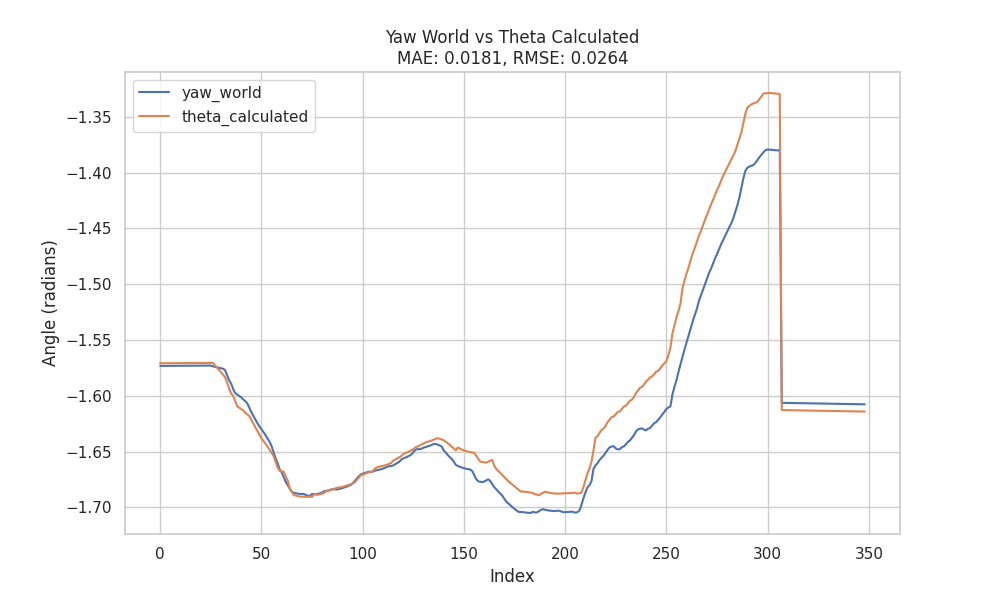 Yaw World vs Theta Calculated
MAE: 0.0181, RMSE: 0.0264
yaw_world
theta_calculated
Angle (radians)
−1.35
−1.40
−1.45
−1.50
−1.55
−1.60
−1.65
−1.70
0 50 100 150 200 250 300 350
Index